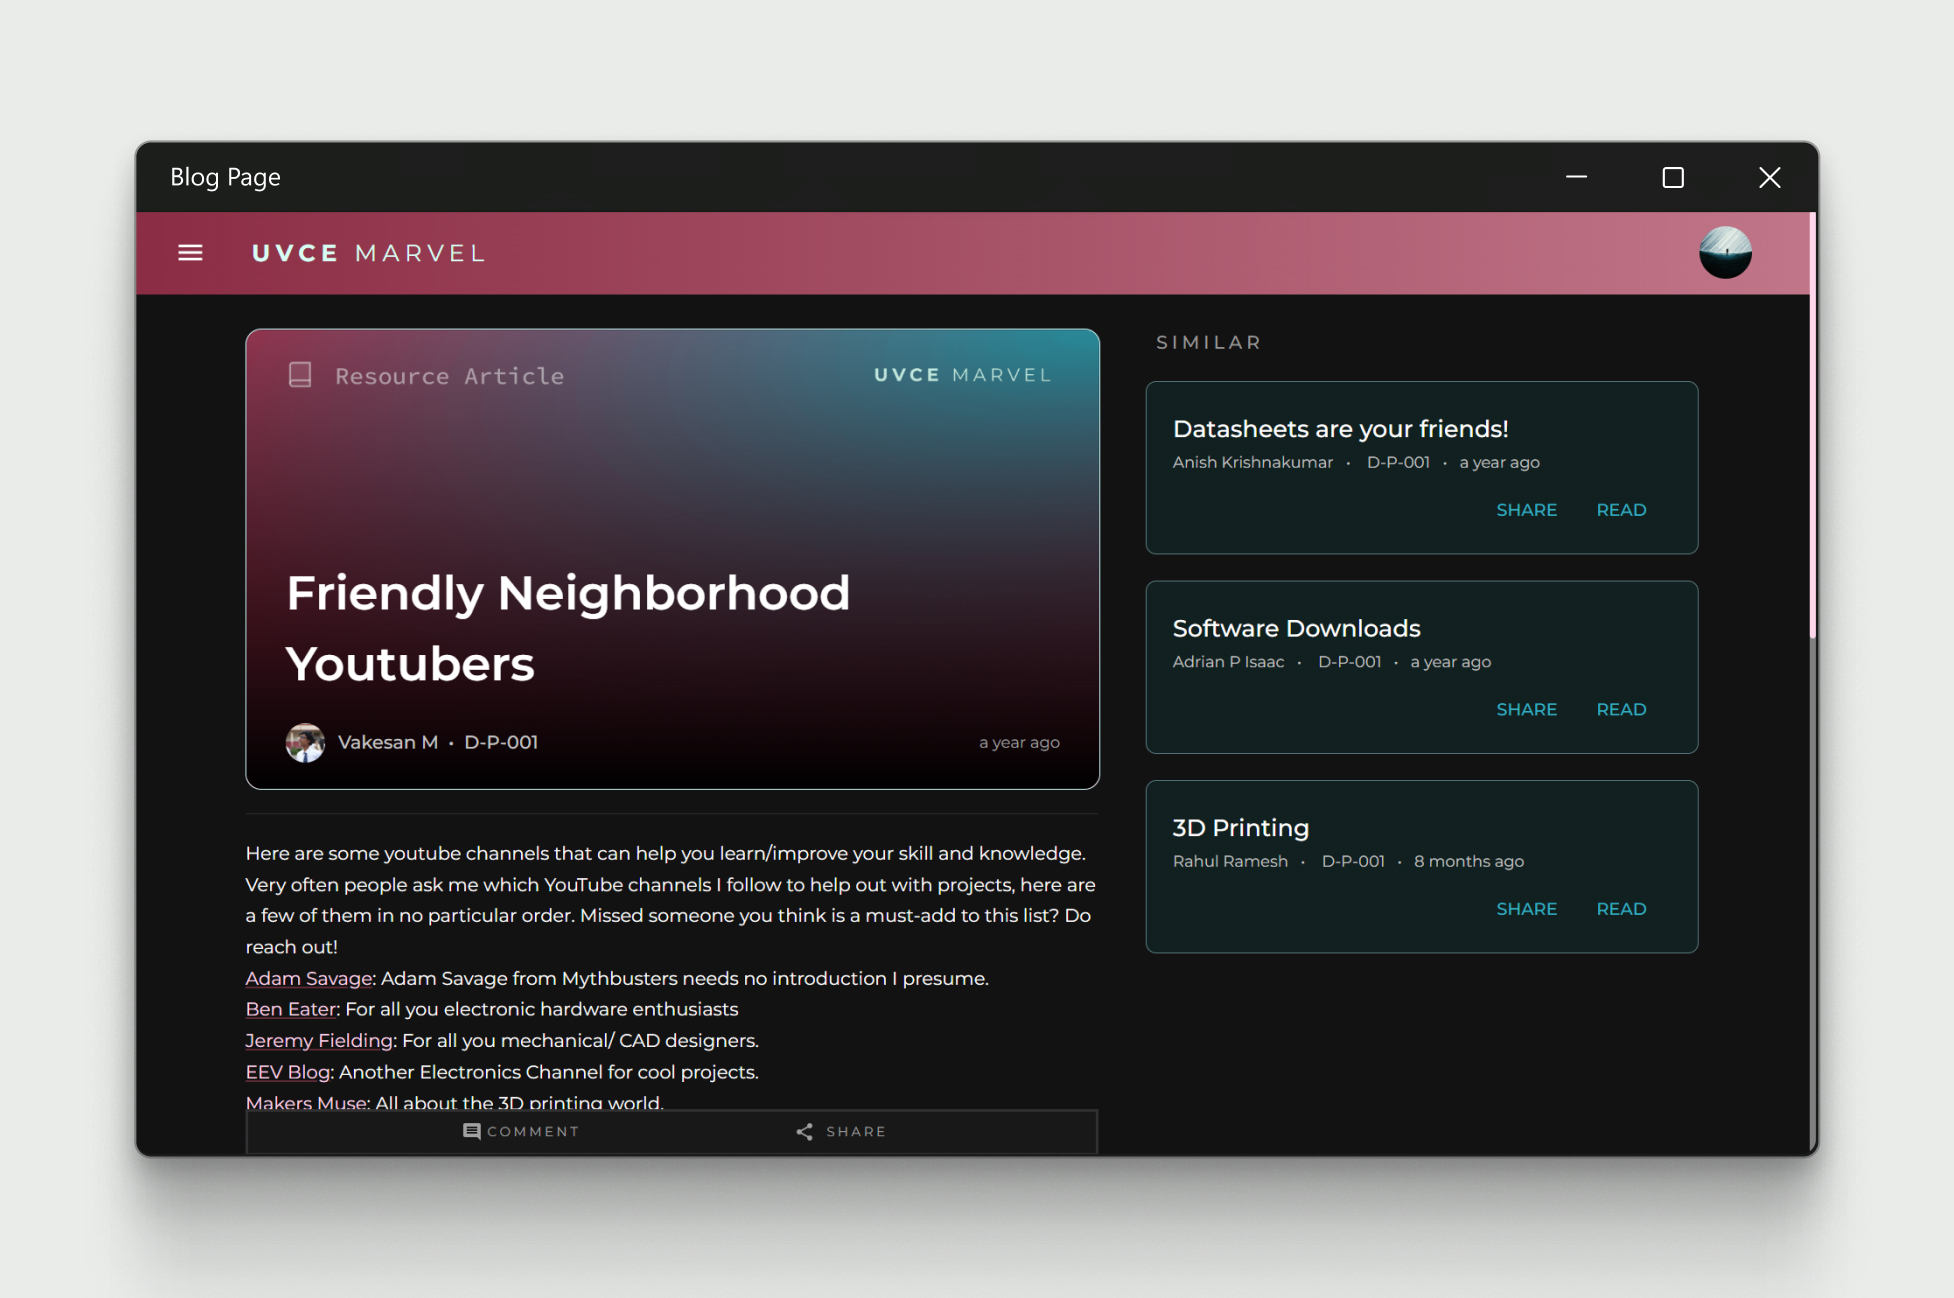 Blog Page
UVCE MARVEL
Resource Article
UVCE MARVEL
Friendly Neighborhood
Youtubers
Vakesan M • D-P-001
a year ago
Here are some youtube channels that can help you learn/improve your skill and knowledge.
Very often people ask me which YouTube channels I follow to help out with projects, here are
a few of them in no particular order. Missed someone you think is a must-add to this list? Do
reach out!
Adam Savage: Adam Savage from Mythbusters needs no introduction I presume.
Ben Eater: For all you electronic hardware enthusiasts
Jeremy Fielding: For all you mechanical/ CAD designers.
EEV Blog: Another Electronics Channel for cool projects.
Makers Muse: All about the 3D printing world.
COMMENT
SHARE
SIMILAR
Datasheets are your friends!
Anish Krishnakumar • D-P-001 • a year ago
SHARE READ
Software Downloads
Adrian P Isaac • D-P-001 • a year ago
SHARE READ
3D Printing
Rahul Ramesh • D-P-001 • 8 months ago
SHARE READ